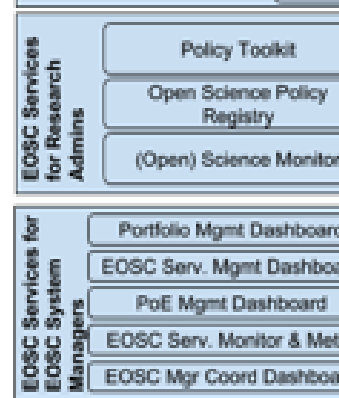 EOSC Services
for Research
Admins
Policy Toolkit
Open Science Policy
Registry
(Open) Science Monitor
EOSC Services for
EOSC System
Managers
Portfolio Mgmt Dashboard
EOSC Serv. Mgmt Dashboa
PoE Mgmt Dashboard
EOSC Serv. Monitor & Met
EOSC Mgr Coord Dashboa